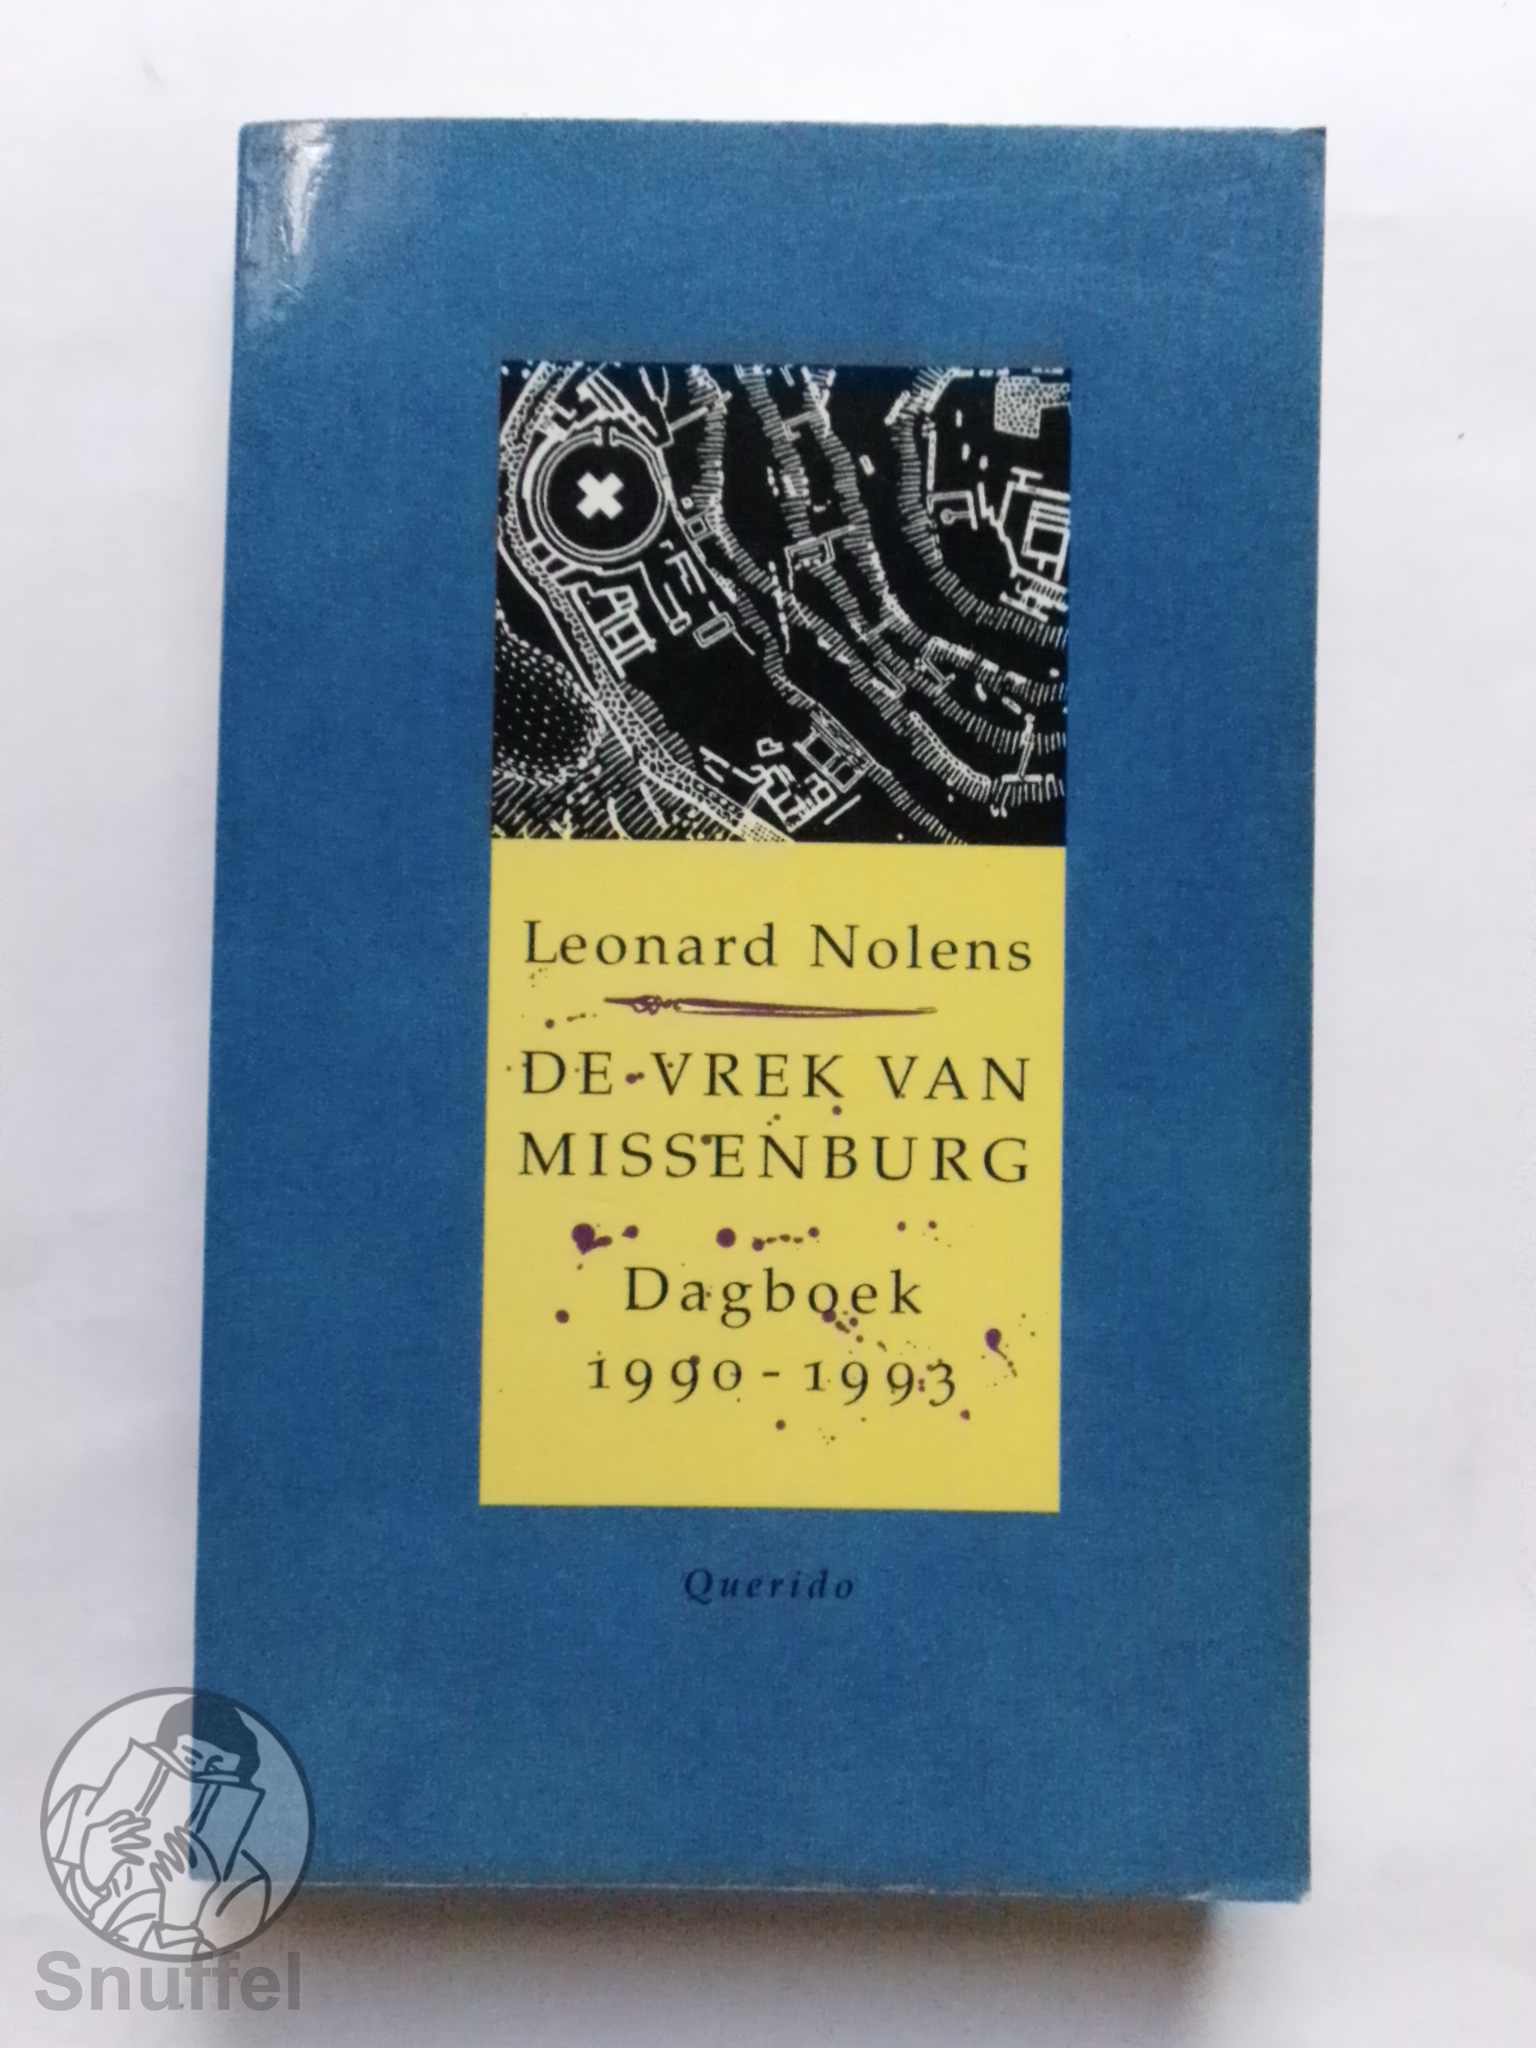 Leonard Nolens
DE VREK VAN
MISSENBURG
Dagboek
1990-1993
Querido
Snuffel